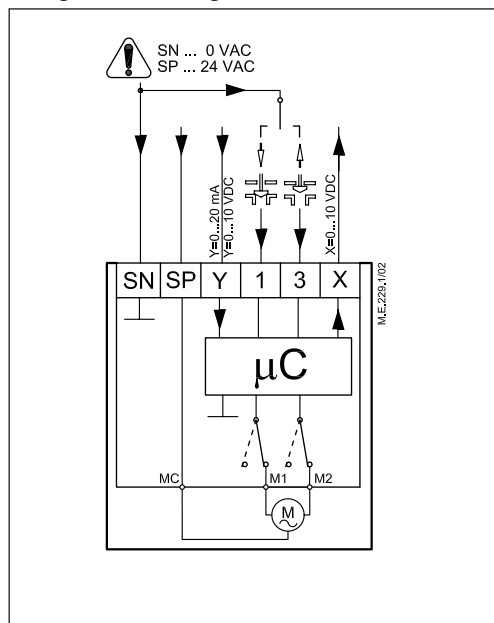 SN ... 0 VAC
SP ... 24 VAC
Y=0...20 mA
Y=0...10 VDC
X=0...10 VDC
SN SP Y 1 3 X
M.E.229.1/02
µC
MC M1 M2
M